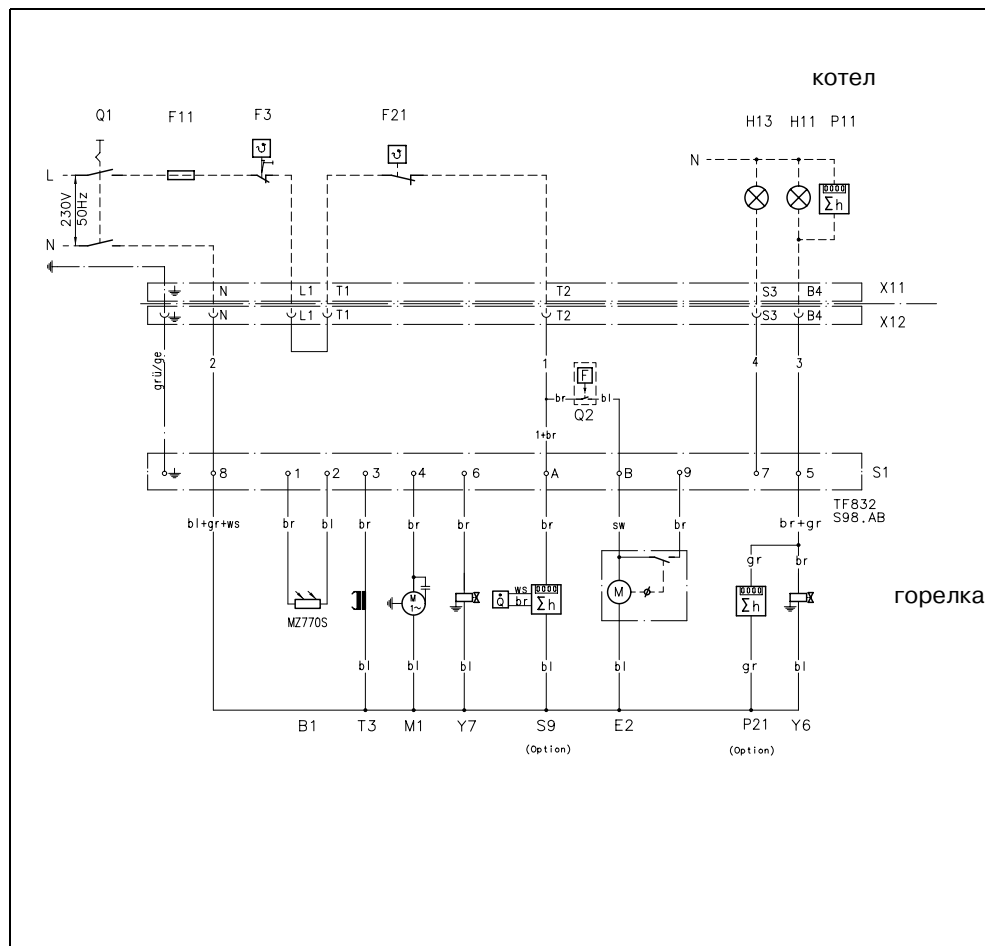 котел
Q1 F11 F3 F21 H13 H11 P11
N
L
230V
50Hz
Σh
N
N L1 T1 T2 S3 B4 X11
N L1 T1 T2 S3 B4 X12
grü/ge 2 1 4 3
F
br bl
Q2
1+br
8 1 2 3 4 6 A B 9 7 5 S1
TF832
S98.AB
bl+gr+ws br bl br br br br sw br br+gr
gr br
ws
br
Q
Σh
M
1~
M
Σh
горелка
MZ770S
bl bl bl bl bl gr bl
B1 T3 M1 Y7 S9 E2 P21 Y6
(Option) (Option)